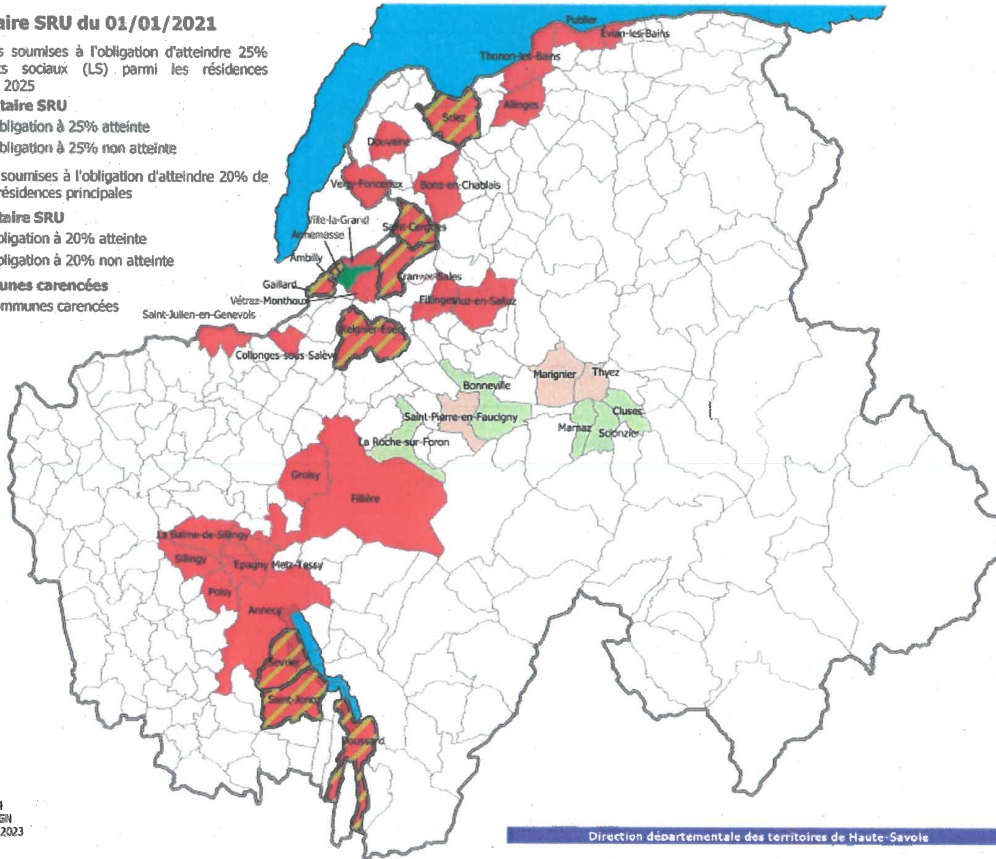 aire SRU du 01/01/2021
s soumises à l'obligation d'atteindre 25%
ts sociaux (LS) parmi les résidences
2025
taire SRU
bligation à 25% atteinte
bligation à 25% non atteinte
soumises à l'obligation d'atteindre 20% de
résidences principales
taire SRU
bligation à 20% atteinte
bligation à 20% non atteinte
unes carencées
ommunes carencées
Publier
Evian-les-Bains
Thonon-les-Bains
Allinges
Sciez
Douvaine
Veigy-Foncenex
Bons-en-Chablais
Ville-la-Grand
Saint-Cergues
Annemasse
Ambilly
Cranves-Sales
Gaillard
Vétraz-Monthoux
Fillinges
Viuz-en-Sallaz
Saint-Julien-en-Genevois
Reignier-Esery
Collonges-sous-Salève
Marignier
Thyez
Bonneville
Saint-Pierre-en-Faucigny
Cluses
Marnaz
Scionzier
La Roche-sur-Foron
Groisy
Fillière
La Balme-de-Sillingy
Sillingy
Epagny Metz-Tessy
Poisy
Annecy
Sevrier
Saint-Jorioz
Doussard
GN
2023
Direction départementale des territoires de Haute-Savoie